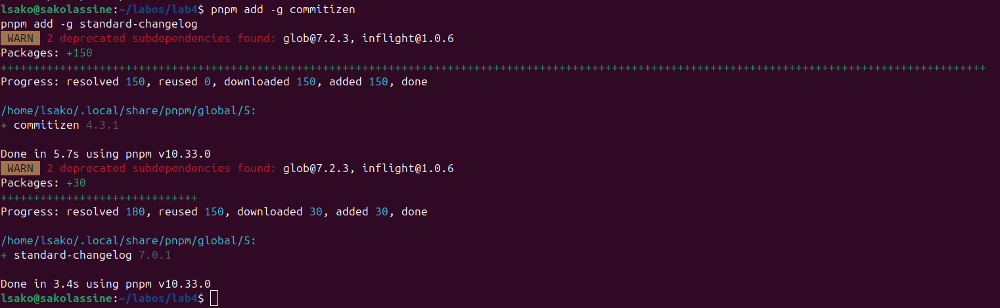 lsako@sakolassine:~/labos/lab4$ pnpm add -g commitizen
pnpm add -g standard-changelog
 WARN  2 deprecated subdependencies found: glob@7.2.3, inflight@1.0.6
Packages: +150
++++++++++++++++++++++++++++++++++++++++++++++++++++++++++++++++++++++++++++++++++++++++++++++++++++++++++++++++++++++++++++++++++++++++++++++++++++++
Progress: resolved 150, reused 0, downloaded 150, added 150, done
/home/lsako/.local/share/pnpm/global/5:
+ commitizen 4.3.1
Done in 5.7s using pnpm v10.33.0
 WARN  2 deprecated subdependencies found: glob@7.2.3, inflight@1.0.6
Packages: +30
++++++++++++++++++++++++++++++
Progress: resolved 180, reused 150, downloaded 30, added 30, done
/home/lsako/.local/share/pnpm/global/5:
+ standard-changelog 7.0.1
Done in 3.4s using pnpm v10.33.0
lsako@sakolassine:~/labos/lab4$